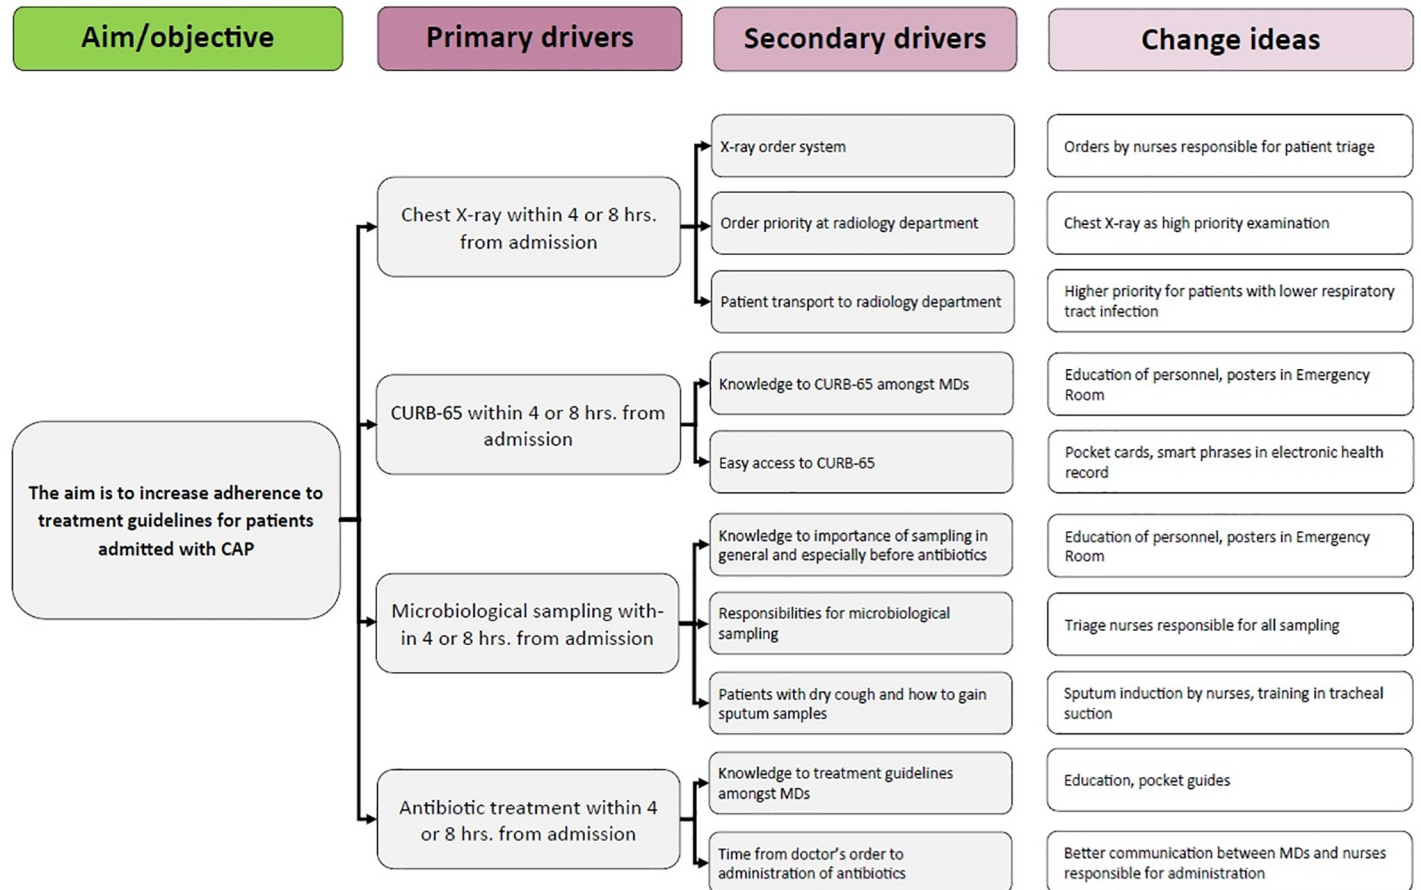 Aim/objective
Primary drivers
Secondary drivers
Change ideas
The aim is to increase adherence to
treatment guidelines for patients
admitted with CAP
Chest X-ray within 4 or 8 hrs.
from admission
X-ray order system
Orders by nurses responsible for patient triage
Order priority at radiology department
Chest X-ray as high priority examination
Patient transport to radiology department
Higher priority for patients with lower respiratory
tract infection
CURB-65 within 4 or 8 hrs. from
admission
Knowledge to CURB-65 amongst MDs
Education of personnel, posters in Emergency
Room
Easy access to CURB-65
Pocket cards, smart phrases in electronic health
record
Microbiological sampling with-
in 4 or 8 hrs. from admission
Knowledge to importance of sampling in
general and especially before antibiotics
Education of personnel, posters in Emergency
Room
Responsibilities for microbiological
sampling
Triage nurses responsible for all sampling
Patients with dry cough and how to gain
sputum samples
Sputum induction by nurses, training in tracheal
suction
Antibiotic treatment within 4
or 8 hrs. from admission
Knowledge to treatment guidelines
amongst MDs
Education, pocket guides
Time from doctor's order to
administration of antibiotics
Better communication between MDs and nurses
responsible for administration